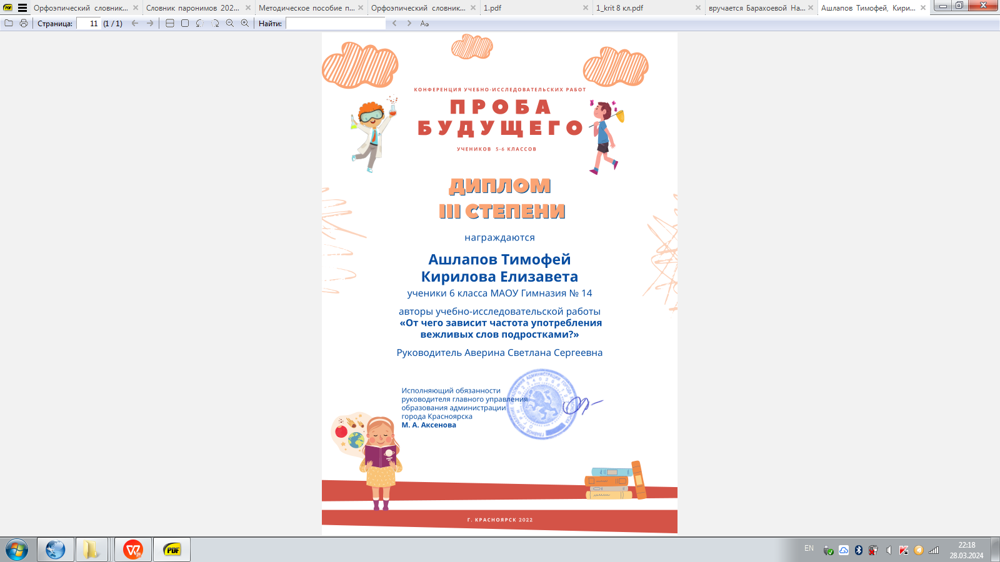 Орфоэпический словник...
Словник паронимов 202...
Методическое пособие п...
Орфоэпический словник...
1.pdf
1_krit 8 кл.pdf
вручается Барахоевой На...
Ашлапов Тимофей, Кири...
Страница: 11 (1 / 1)
Найти:
КОНФЕРЕНЦИЯ УЧЕБНО-ИССЛЕДОВАТЕЛЬСКИХ РАБОТ
ПРОБА
БУДУЩЕГО
УЧЕНИКОВ 5-6 КЛАССОВ
ДИПЛОМ
III СТЕПЕНИ
награждаются
Ашлапов Тимофей
Кирилова Елизавета
ученики 6 класса МАОУ Гимназия № 14
авторы учебно-исследовательской работы
«От чего зависит частота употребления
вежливых слов подростками?»
Руководитель Аверина Светлана Сергеевна
Исполняющий обязанности
руководителя главного управления
образования администрации
города Красноярска
М. А. Аксенова
Г. КРАСНОЯРСК 2022
EN
22:18
28.03.2024